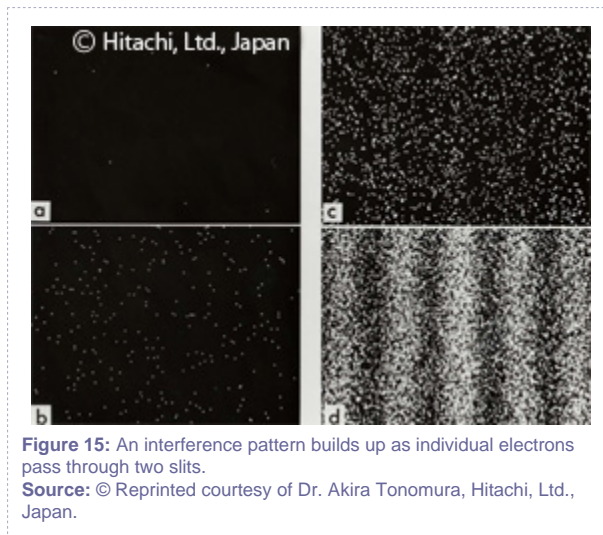 © Hitachi, Ltd., Japan
a
b
c
d
Figure 15: An interference pattern builds up as individual electrons
pass through two slits.
Source: © Reprinted courtesy of Dr. Akira Tonomura, Hitachi, Ltd.,
Japan.